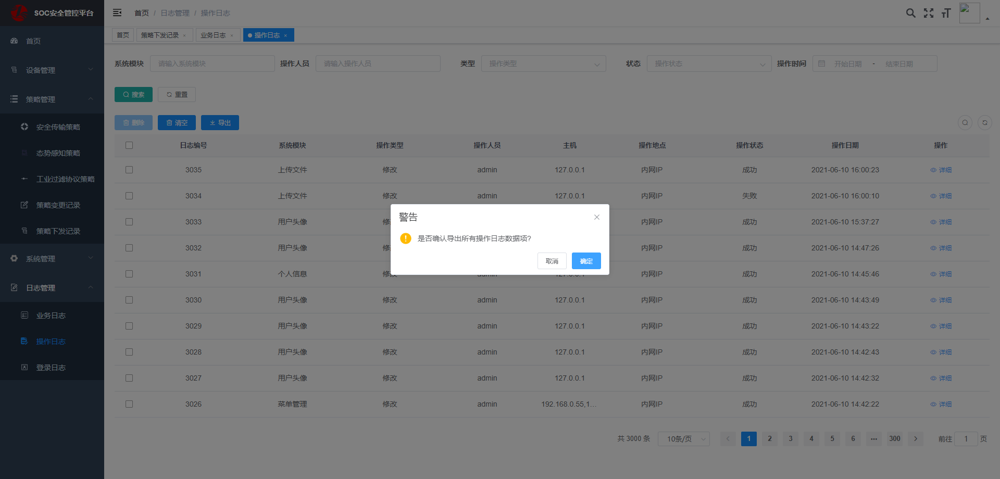 SOC安全管控平台
首页 / 日志管理 / 操作日志
首页
设备管理
策略管理
安全传输策略
态势感知策略
工业过滤协议策略
策略变更记录
策略下发记录
系统管理
日志管理
业务日志
操作日志
登录日志
首页 策略下发记录 × 业务日志 × 操作日志 ×
系统模块 请输入系统模块 操作人员 请输入操作人员 类型 操作类型 状态 操作状态 操作时间 开始日期 - 结束日期
搜索 重置
删除 清空 导出
日志编号 系统模块 操作类型 操作人员 主机 操作地点 操作状态 操作日期 操作
3035 上传文件 修改 admin 127.0.0.1 内网IP 成功 2021-06-10 16:00:23 详细
3034 上传文件 修改 admin 127.0.0.1 内网IP 失败 2021-06-10 16:00:10 详细
3033 用户头像 内网IP 成功 2021-06-10 15:37:27 详细
3032 用户头像 内网IP 成功 2021-06-10 14:47:26 详细
3031 个人信息 修改 admin 127.0.0.1 内网IP 成功 2021-06-10 14:45:46 详细
3030 用户头像 修改 admin 127.0.0.1 内网IP 成功 2021-06-10 14:43:49 详细
3029 用户头像 修改 admin 127.0.0.1 内网IP 成功 2021-06-10 14:43:22 详细
3028 用户头像 修改 admin 127.0.0.1 内网IP 成功 2021-06-10 14:42:43 详细
3027 用户头像 修改 admin 127.0.0.1 内网IP 成功 2021-06-10 14:42:32 详细
3026 菜单管理 修改 admin 192.168.0.55,1... 内网IP 成功 2021-06-10 14:42:22 详细
警告
是否确认导出所有操作日志数据项?
取消 确定
共 3000 条 10条/页 1 2 3 4 5 6 ... 300 前往 1 页